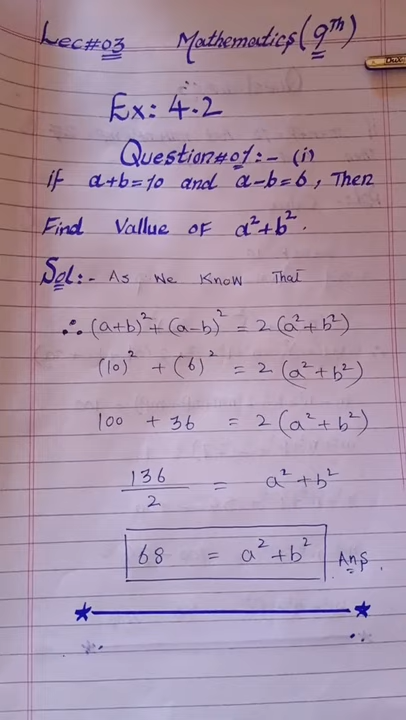 Lec#03 Mathematics(9Th)
Ex: 4.2
Question#01:- (i)
if a+b=10 and a-b=6, Then
Find Vallue OF a²+b².
Sol:- As We Know That
∴ (a+b)²+(a-b)² = 2(a²+b²)
(10)² + (6)² = 2(a²+b²)
100 + 36 = 2(a²+b²)
136/2 = a²+b²
68 = a²+b² Ans.